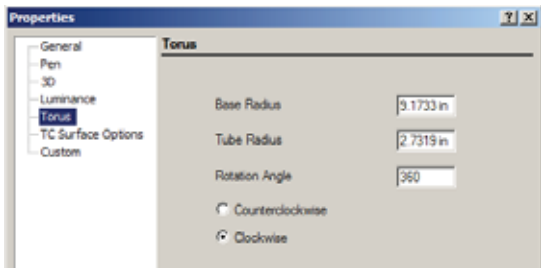 Properties
General
Pen
3D
Luminance
Torus
TC Surface Options
Custom
Torus
Base Radius 9.1733 in
Tube Radius 2.7319 in
Rotation Angle 360
Counterclockwise
Clockwise